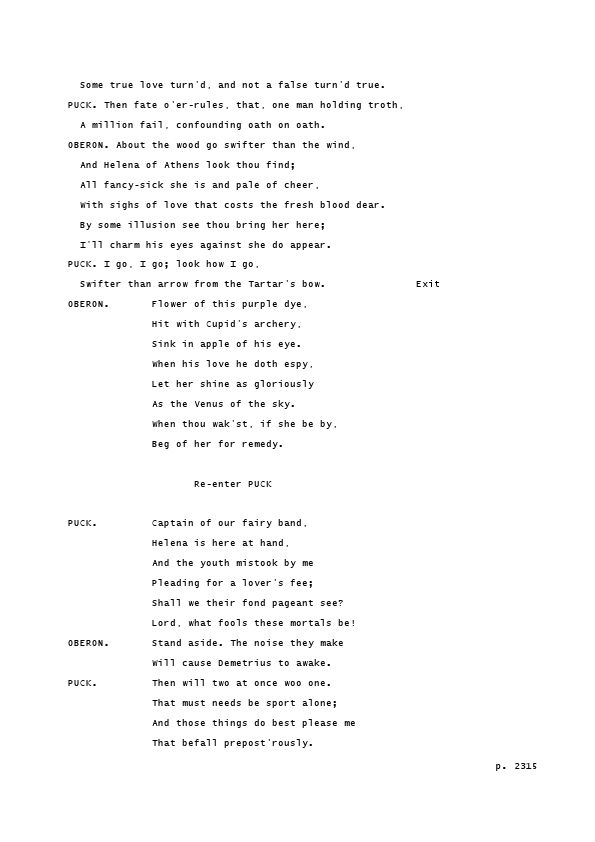 Some true love turn'd, and not a false turn'd true.
PUCK. Then fate o'er-rules, that, one man holding troth,
A million fail, confounding oath on oath.
OBERON. About the wood go swifter than the wind,
And Helena of Athens look thou find;
All fancy-sick she is and pale of cheer,
With sighs of love that costs the fresh blood dear.
By some illusion see thou bring her here;
I'll charm his eyes against she do appear.
PUCK. I go, I go; look how I go,
Swifter than arrow from the Tartar's bow. Exit
OBERON. Flower of this purple dye,
Hit with Cupid's archery,
Sink in apple of his eye.
When his love he doth espy,
Let her shine as gloriously
As the Venus of the sky.
When thou wak'st, if she be by,
Beg of her for remedy.
Re-enter PUCK
PUCK. Captain of our fairy band,
Helena is here at hand,
And the youth mistook by me
Pleading for a lover's fee;
Shall we their fond pageant see?
Lord, what fools these mortals be!
OBERON. Stand aside. The noise they make
Will cause Demetrius to awake.
PUCK. Then will two at once woo one.
That must needs be sport alone;
And those things do best please me
That befall prepost'rously.
p. 2315